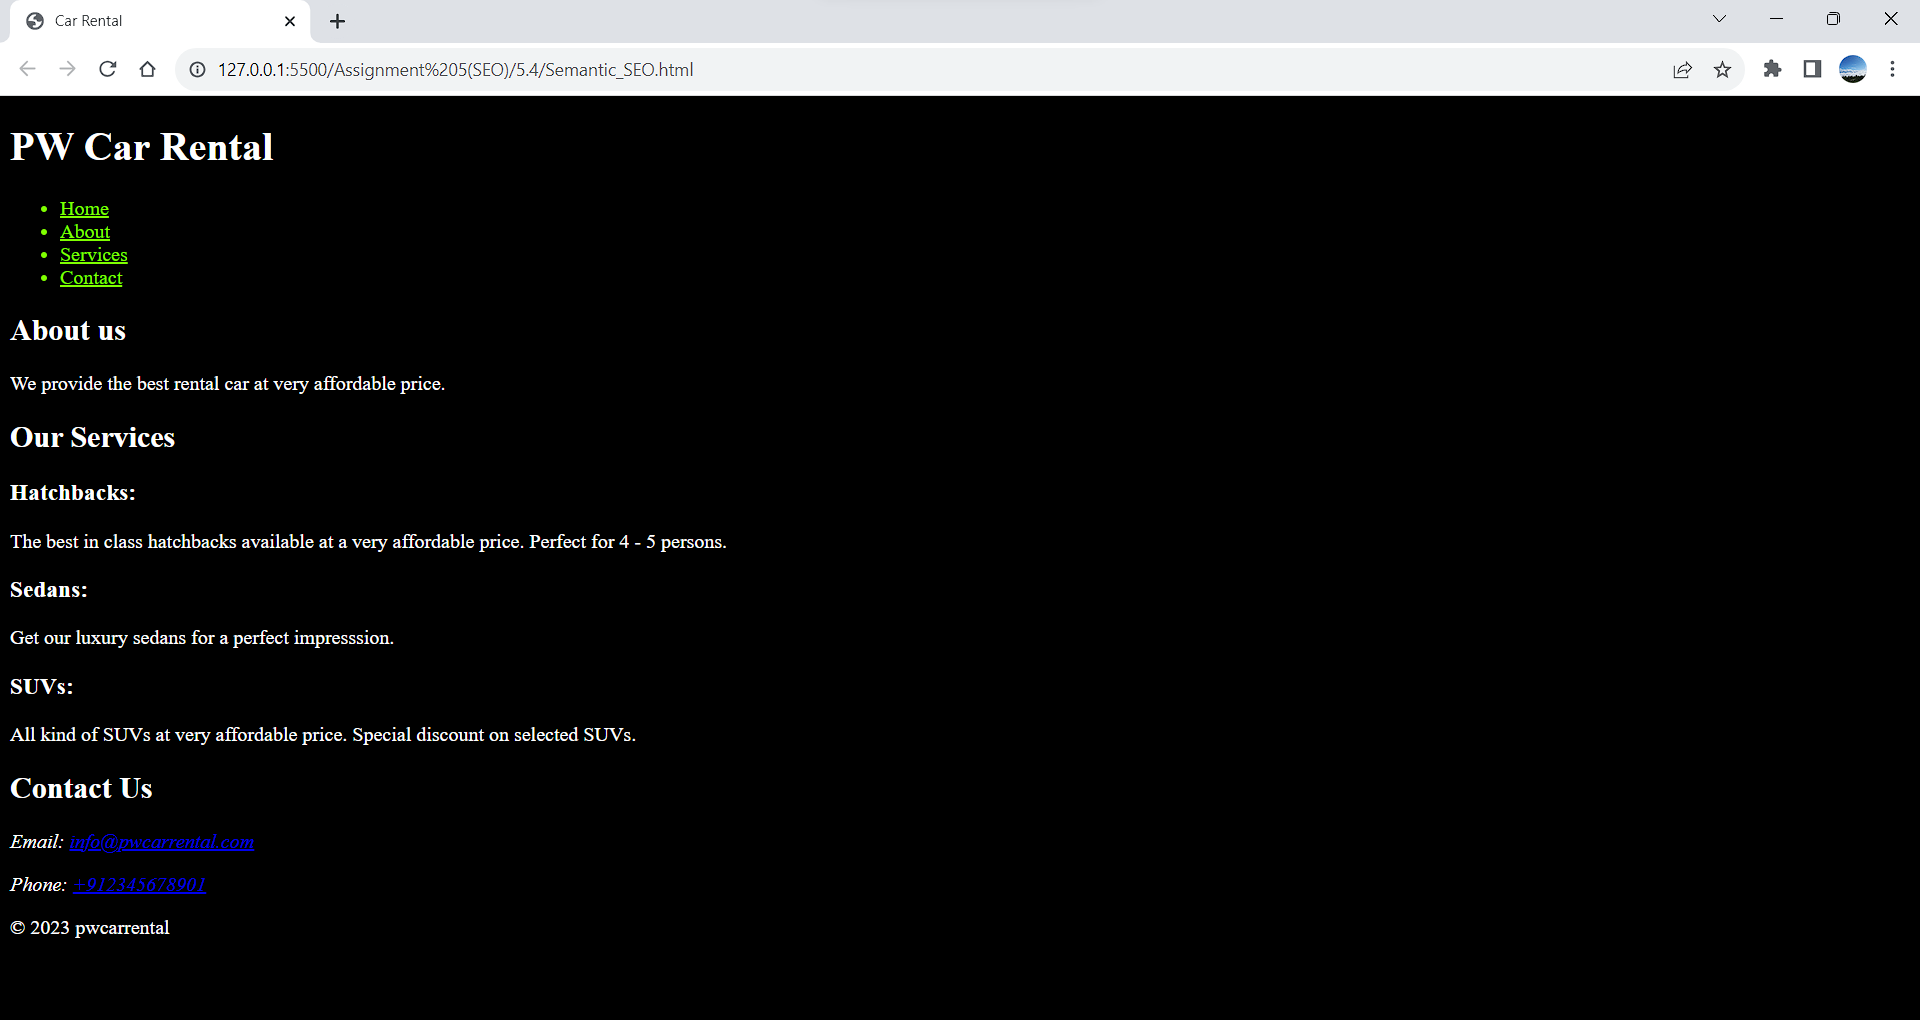 Car Rental
127.0.0.1:5500/Assignment%205(SEO)/5.4/Semantic_SEO.html
PW Car Rental
Home
About
Services
Contact
About us
We provide the best rental car at very affordable price.
Our Services
Hatchbacks:
The best in class hatchbacks available at a very affordable price. Perfect for 4 - 5 persons.
Sedans:
Get our luxury sedans for a perfect impresssion.
SUVs:
All kind of SUVs at very affordable price. Special discount on selected SUVs.
Contact Us
Email: info@pwcarrental.com
Phone: +912345678901
© 2023 pwcarrental